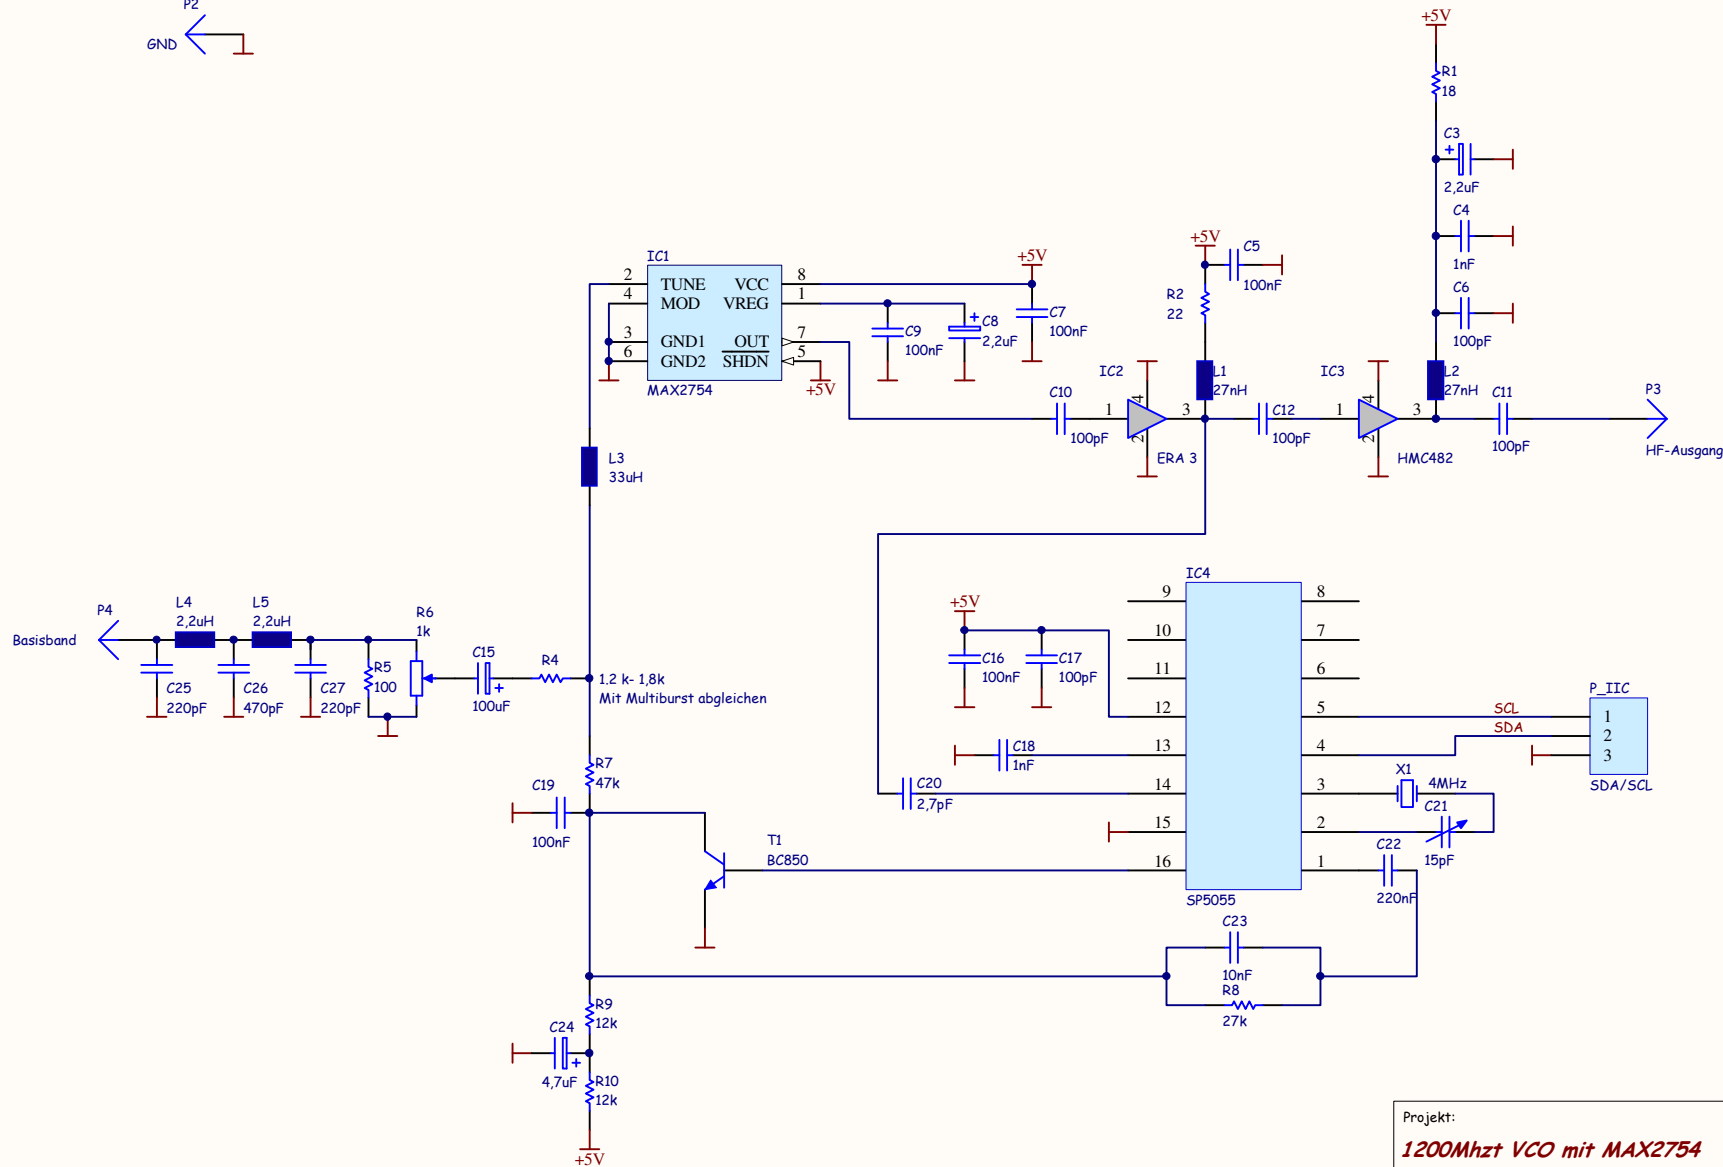 P2
GND
+5V
R1
18
C3
+
2,2uF
C4
1nF
C6
100pF
L2
27nH
+5V
C5
100nF
R2
22
L1
27nH
IC1
2
4
3
6
TUNE
MOD
GND1
GND2
VCC
VREG
OUT
SHDN
8
1
7
5
MAX2754
+5V
+5V
C7
100nF
C9
100nF
+
C8
2,2uF
C10
100pF
IC2
1
4
2
3
ERA 3
C12
100pF
IC3
1
4
2
3
HMC482
C11
100pF
P3
HF-Ausgang
L3
33uH
P4
Basisband
L4
2,2uH
L5
2,2uH
C25
220pF
C26
470pF
C27
220pF
R5
100
R6
1k
C15
+
100uF
R4
1.2 k- 1,8k
Mit Multiburst abgleichen
R7
47k
C19
100nF
T1
BC850
+5V
C16
100nF
C17
100pF
C18
1nF
C20
2,7pF
IC4
9
10
11
12
13
14
15
16
8
7
6
5
4
3
2
1
SP5055
SCL
SDA
P_IIC
1
2
3
SDA/SCL
X1
4MHz
C21
15pF
C22
220nF
C23
10nF
R8
27k
R9
12k
C24
+
4,7uF
R10
12k
+5V
Projekt:
1200Mhzt VCO mit MAX2754